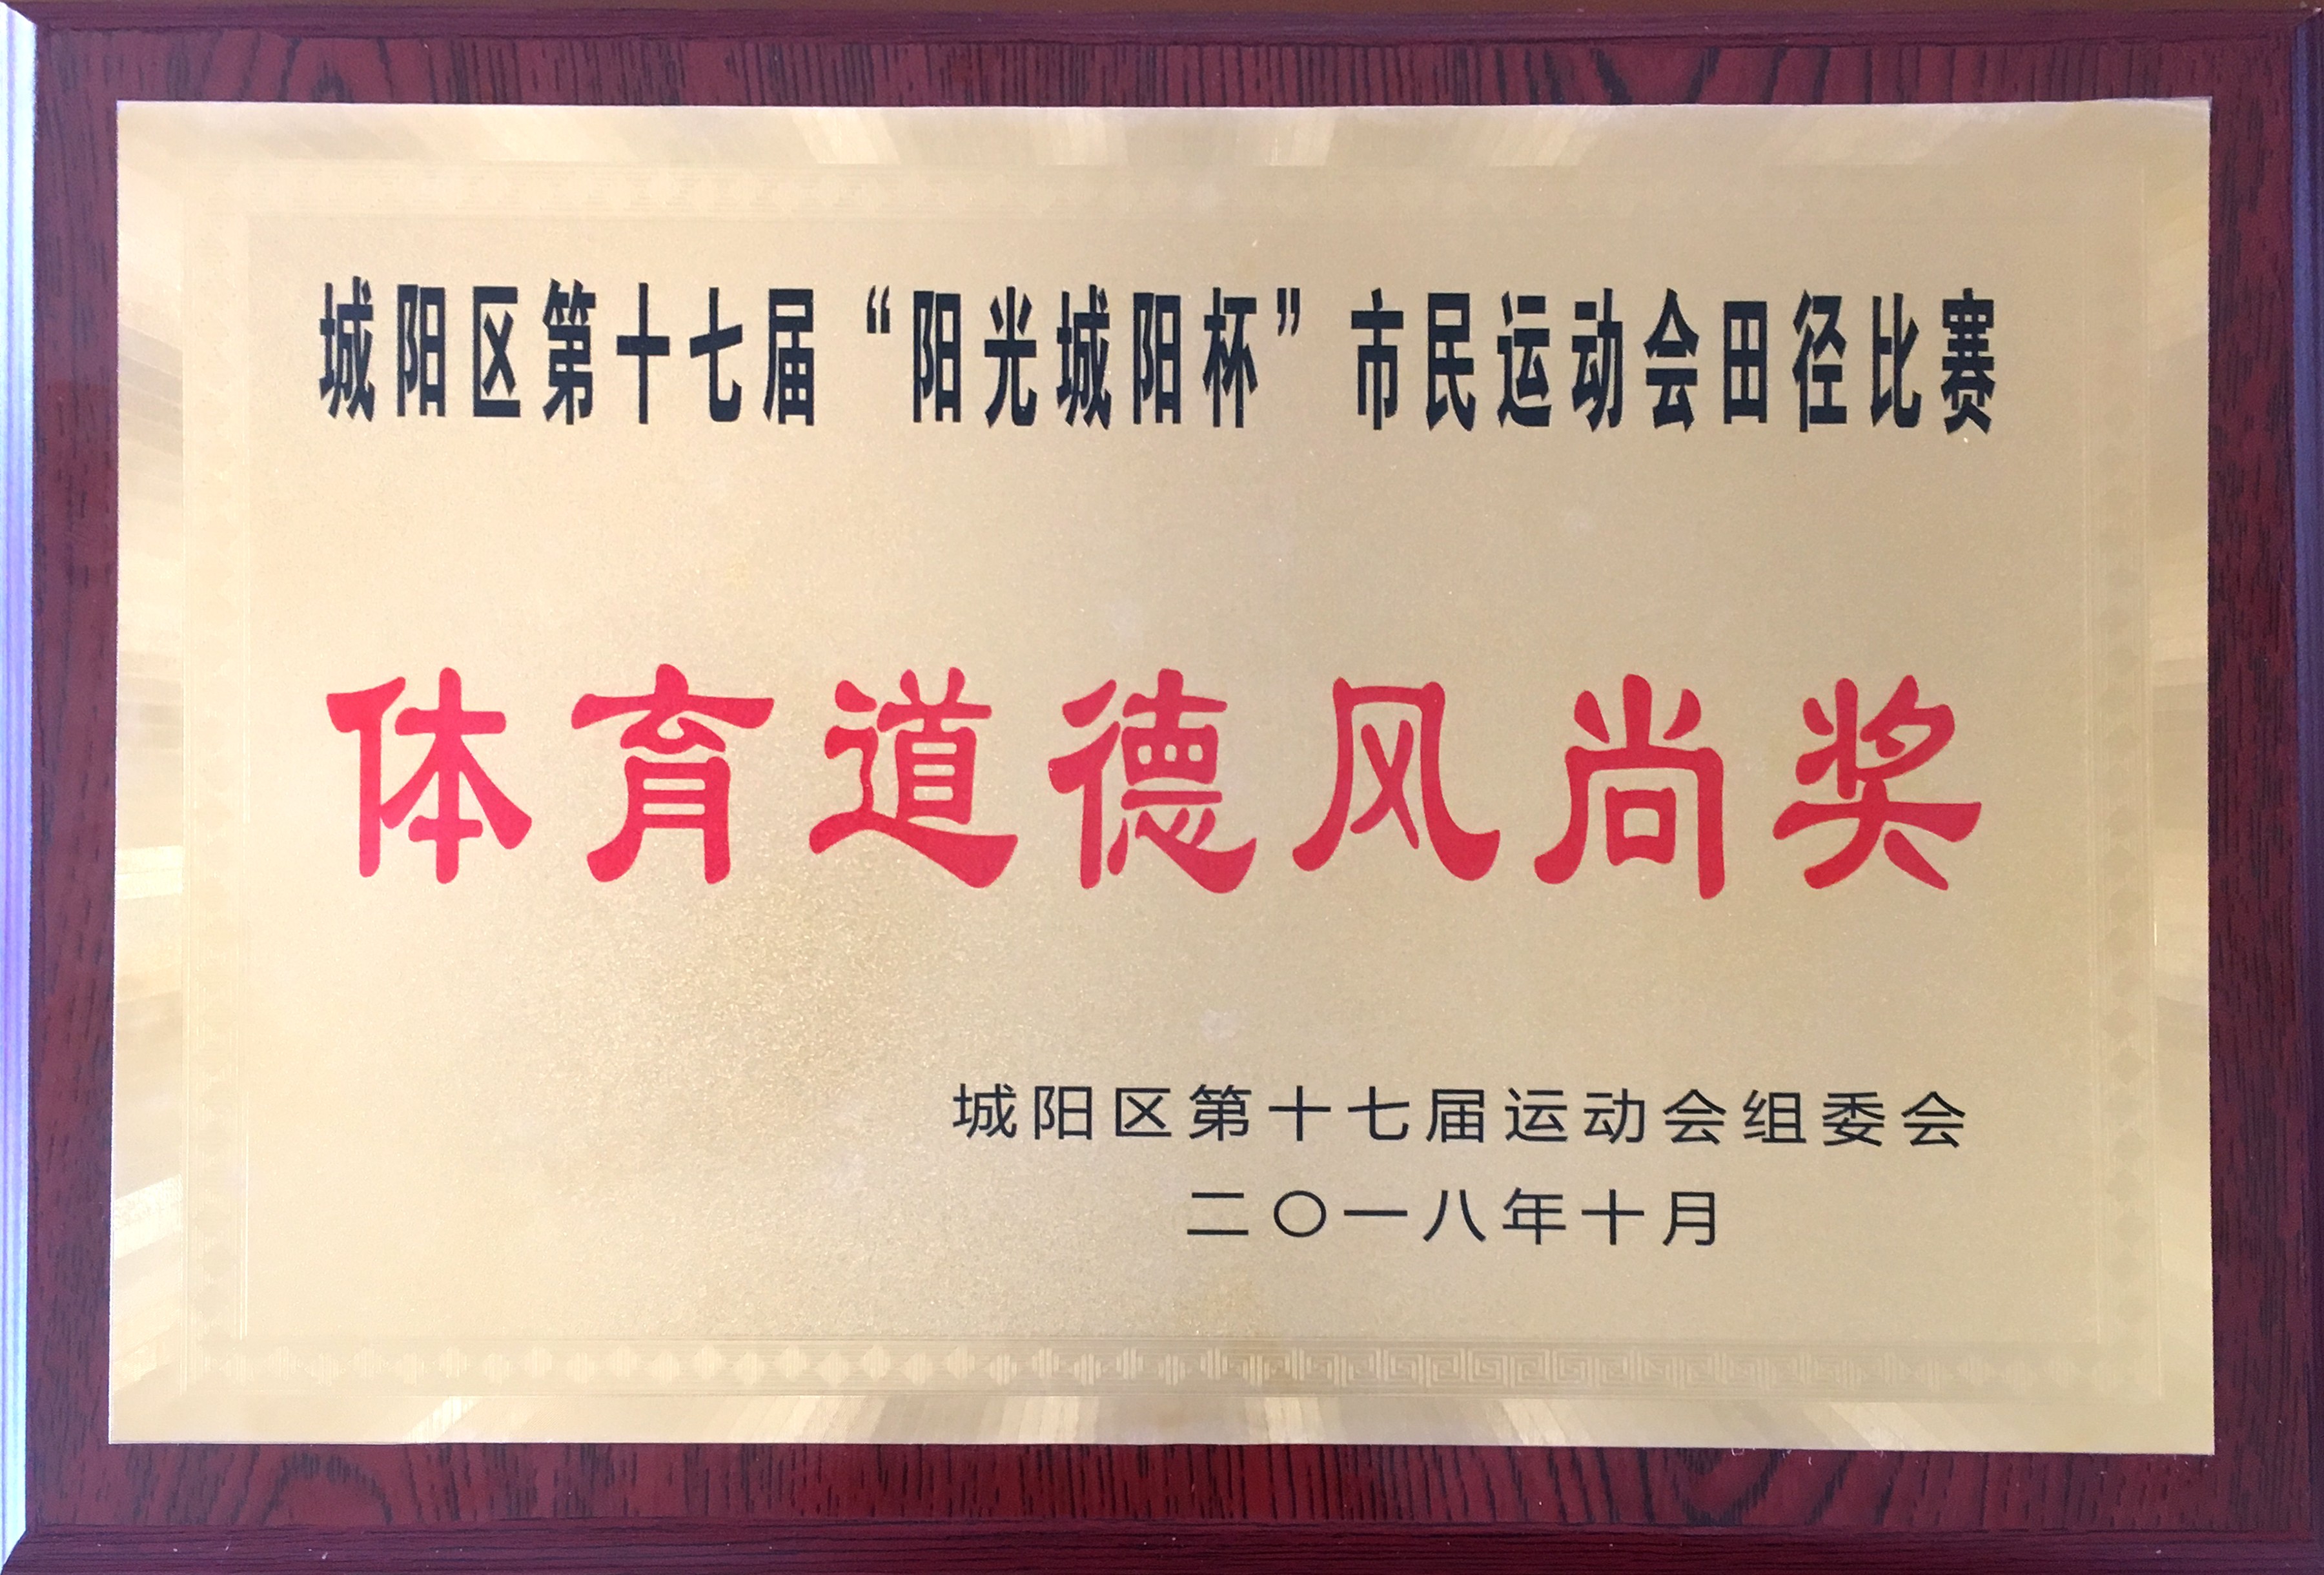 城阳区第十七届“阳光城阳杯”市民运动会田径比赛
体育道德风尚奖
城阳区第十七届运动会组委会
二〇一八年十月